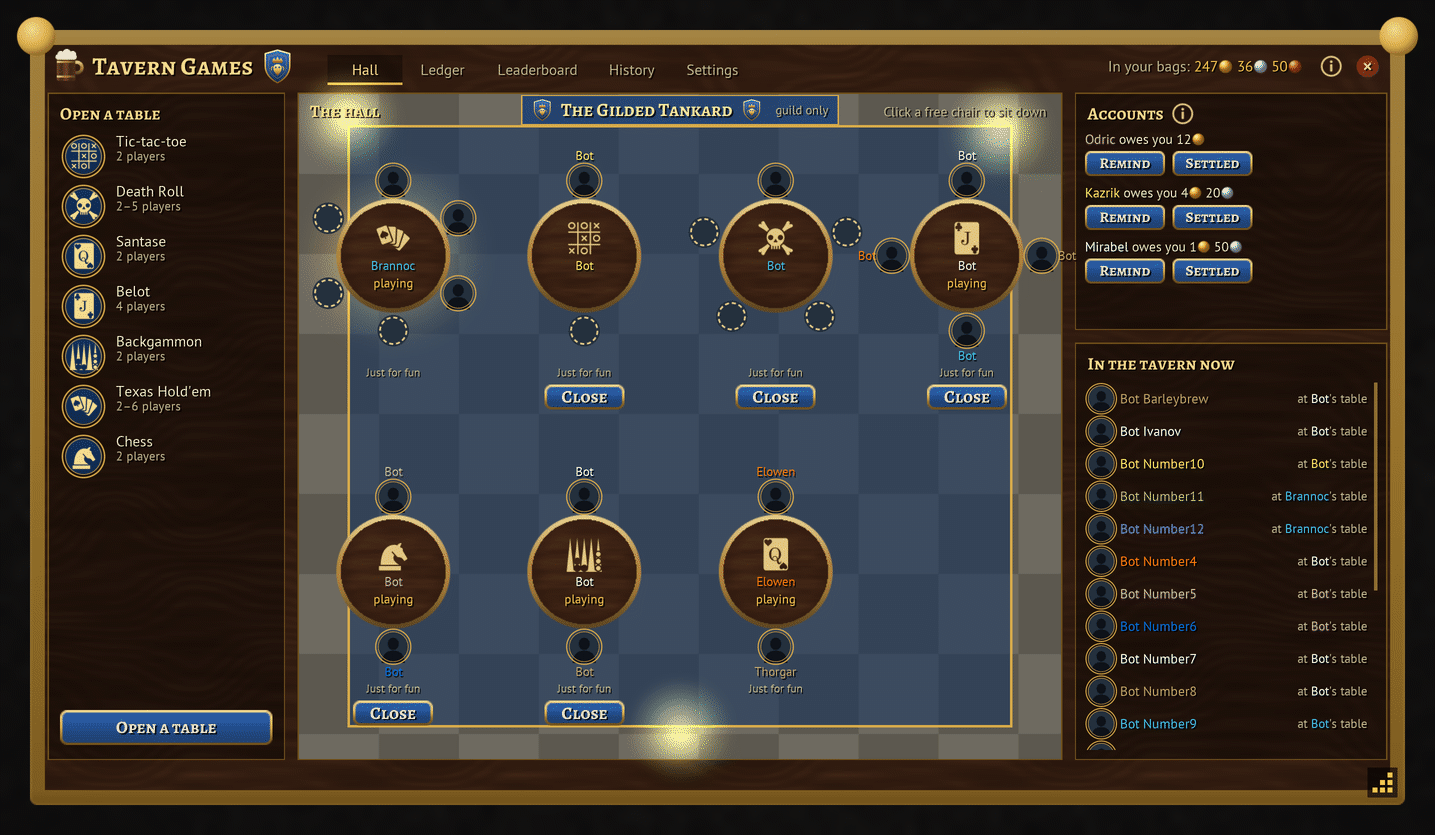 Tavern Games
Hall
Ledger
Leaderboard
History
Settings
In your bags: 247 36 50
Open a table
Tic-tac-toe
2 players
Death Roll
2–5 players
Santase
2 players
Belot
4 players
Backgammon
2 players
Texas Hold'em
2–6 players
Chess
2 players
Open a table
The Hall
The Gilded Tankard guild only
Click a free chair to sit down
Brannoc
playing
Just for fun
Bot
Bot
Just for fun
Close
Bot
Just for fun
Close
Bot
Bot
Bot
playing
Bot
Bot
Just for fun
Close
Bot
Bot
playing
Bot
Just for fun
Close
Bot
Bot
playing
Bot
Just for fun
Close
Elowen
Elowen
playing
Thorgar
Just for fun
Accounts
Odric owes you 12
Remind Settled
Kazrik owes you 4 20
Remind Settled
Mirabel owes you 1 50
Remind Settled
In the tavern now
Bot Barleybrew at Bot's table
Bot Ivanov at Bot's table
Bot Number10 at Bot's table
Bot Number11 at Brannoc's table
Bot Number12 at Brannoc's table
Bot Number4 at Bot's table
Bot Number5 at Bot's table
Bot Number6 at Bot's table
Bot Number7 at Bot's table
Bot Number8 at Bot's table
Bot Number9 at Bot's table